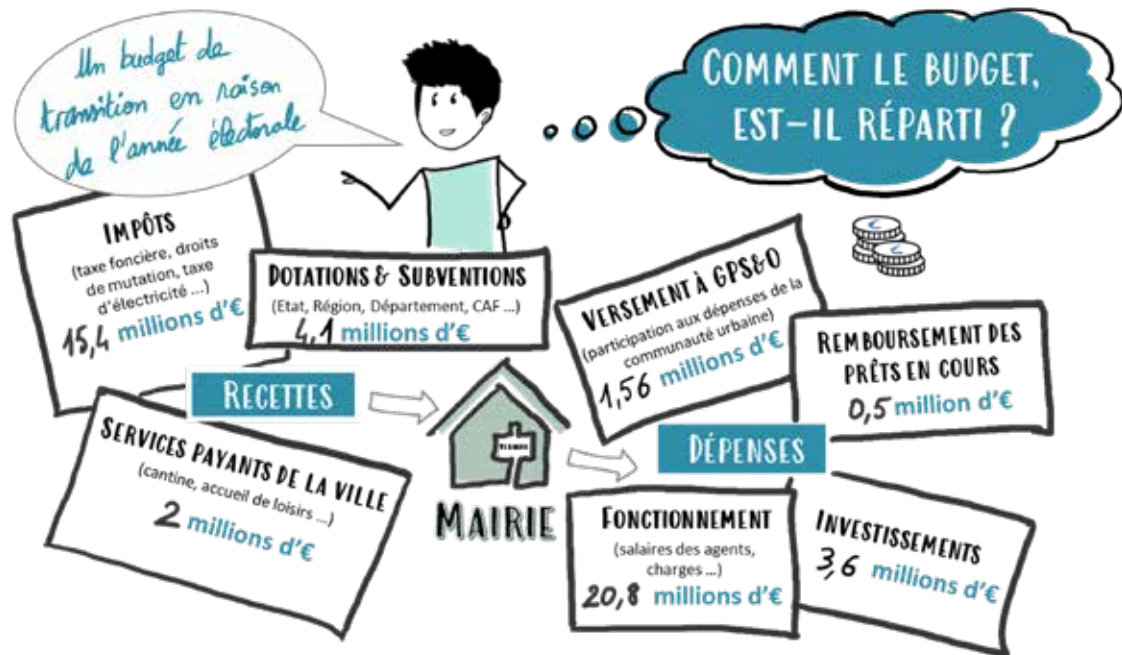 Un budget de
transition en raison
de l'année électorale
COMMENT LE BUDGET,
EST-IL RÉPARTI ?
IMPÔTS
(taxe foncière, droits
de mutation, taxe
d'électricité ...)
15,4 millions d'€
DOTATIONS & SUBVENTIONS
(Etat, Région, Département, CAF ...)
4,1 millions d'€
VERSEMENT À GPS&O
(participation aux dépenses de la
communauté urbaine)
1,56 millions d'€
REMBOURSEMENT DES
PRÊTS EN COURS
0,5 million d'€
RECETTES
DÉPENSES
SERVICES PAYANTS DE LA VILLE
(cantine, accueil de loisirs ...)
2 millions d'€
MAIRIE
FONCTIONNEMENT
(salaires des agents,
charges ...)
20,8 millions d'€
INVESTISSEMENTS
3,6 millions d'€